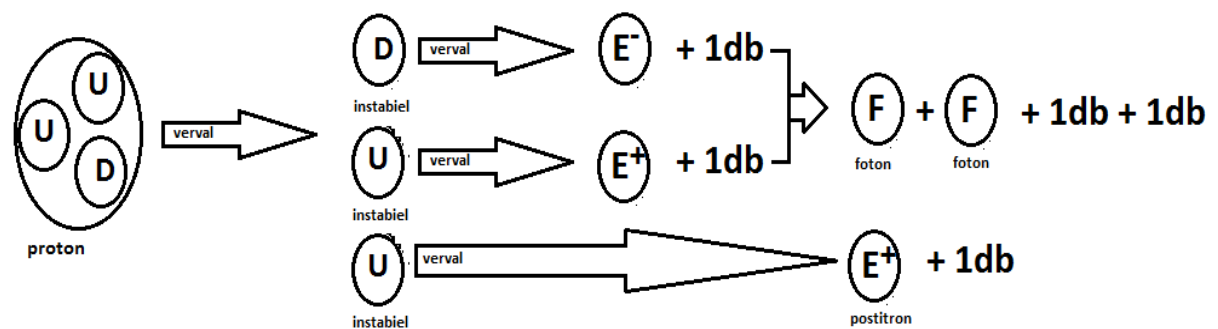 U
U
D
proton
verval
D
instabiel
verval
E- + 1db
U
instabiel
verval
E+ + 1db
F + F + 1db + 1db
foton
foton
U
instabiel
verval
E+ + 1db
postitron